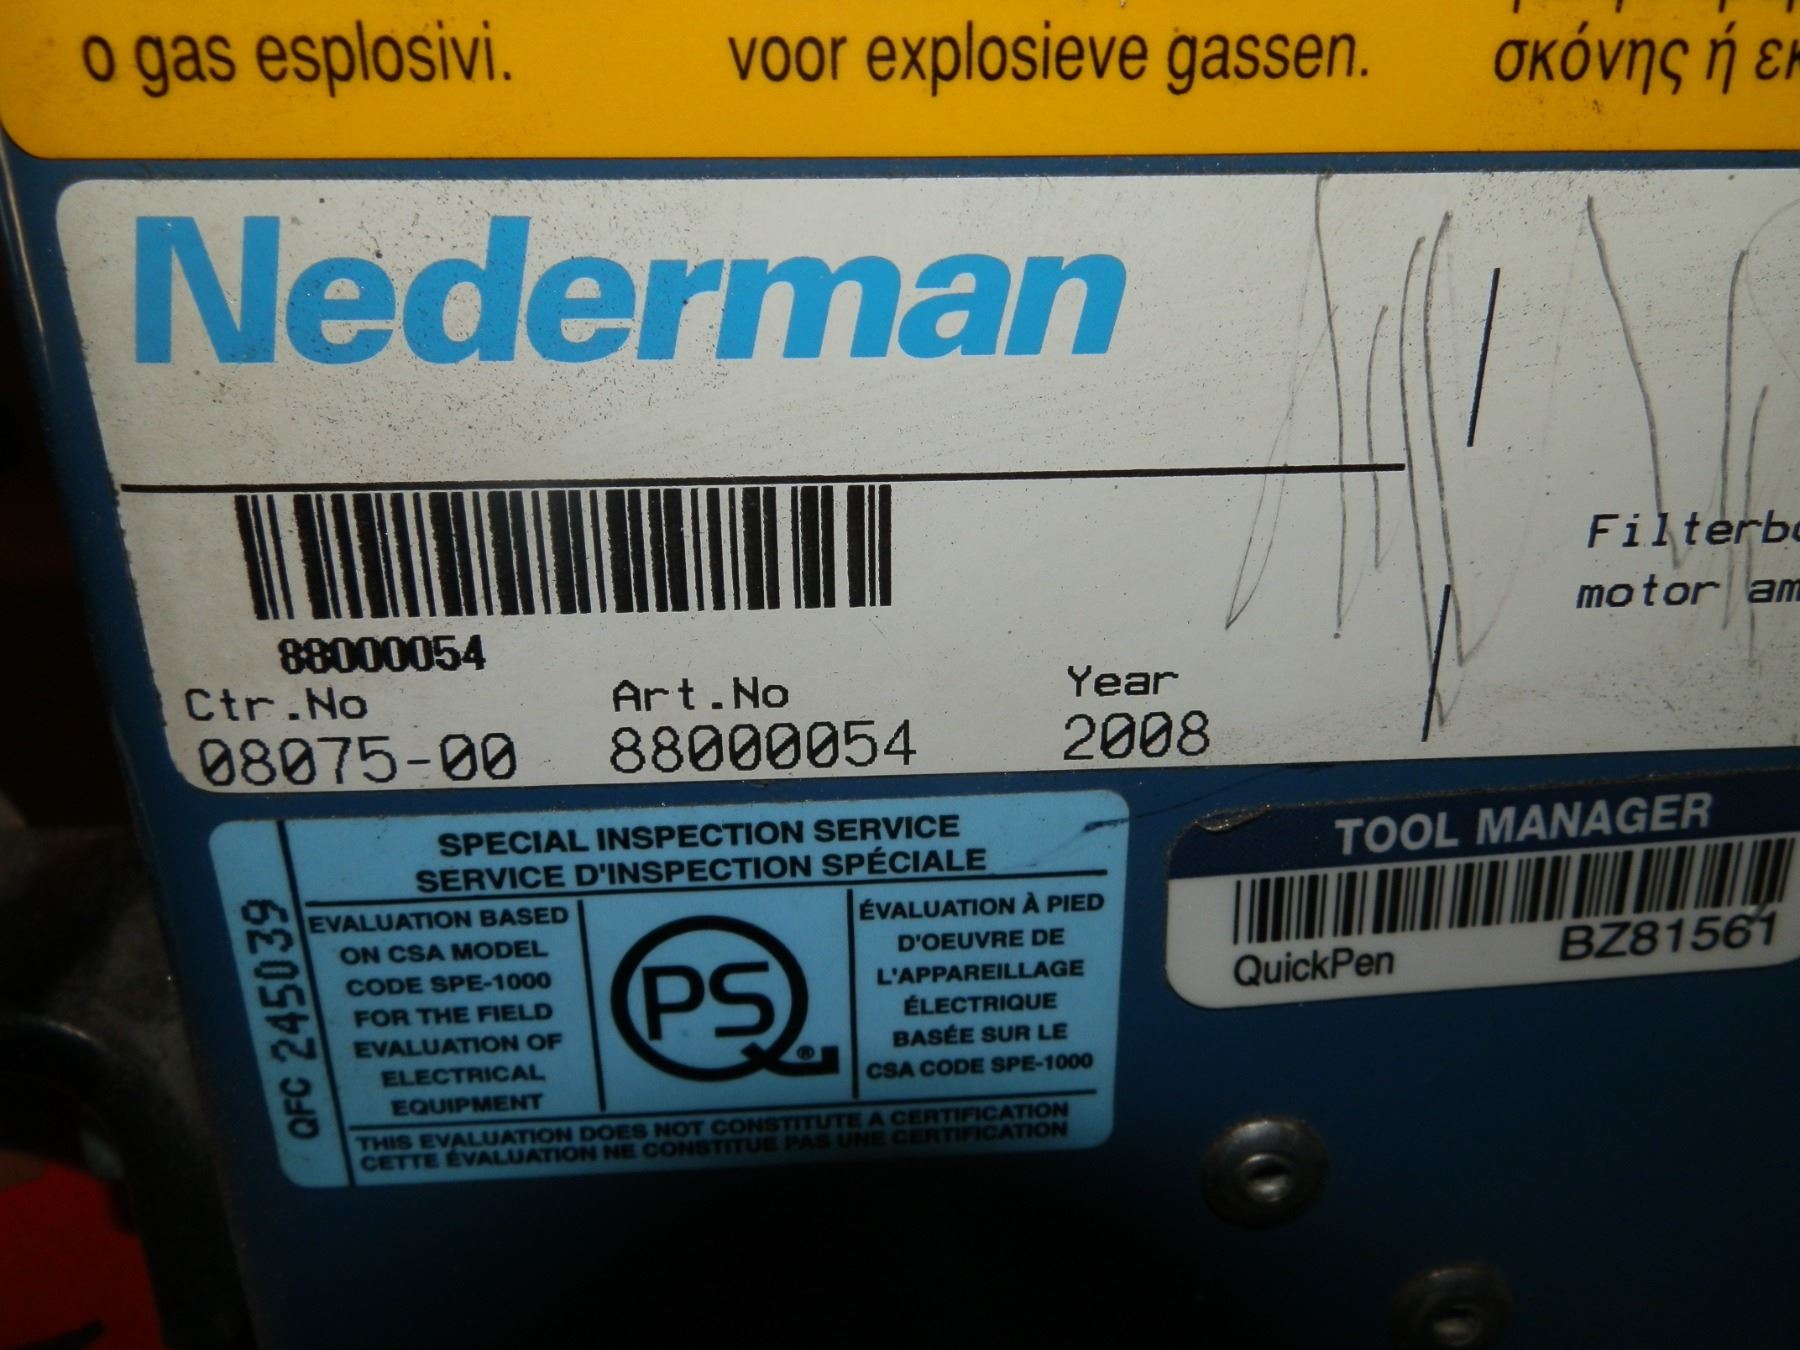 o gas esplosivi.
voor explosieve gassen.
σκόνης ή
Nederman
88000054
Ctr.No Art.No Year
08075-00 88000054 2008
motor
SPECIAL INSPECTION SERVICE
SERVICE D'INSPECTION SPÉCIALE
QFC 245039
EVALUATION BASED
ON CSA MODEL
CODE SPE-1000
FOR THE FIELD
EVALUATION OF
ELECTRICAL
EQUIPMENT
PSQ®
ÉVALUATION À PIED
D'OEUVRE DE
L'APPAREILLAGE
ÉLECTRIQUE
BASÉE SUR LE
CSA CODE SPE-1000
THIS EVALUATION DOES NOT CONSTITUTE A CERTIFICATION
CETTE ÉVALUATION NE CONSTITUE PAS UNE CERTIFICATION
TOOL MANAGER
QuickPen BZ81561